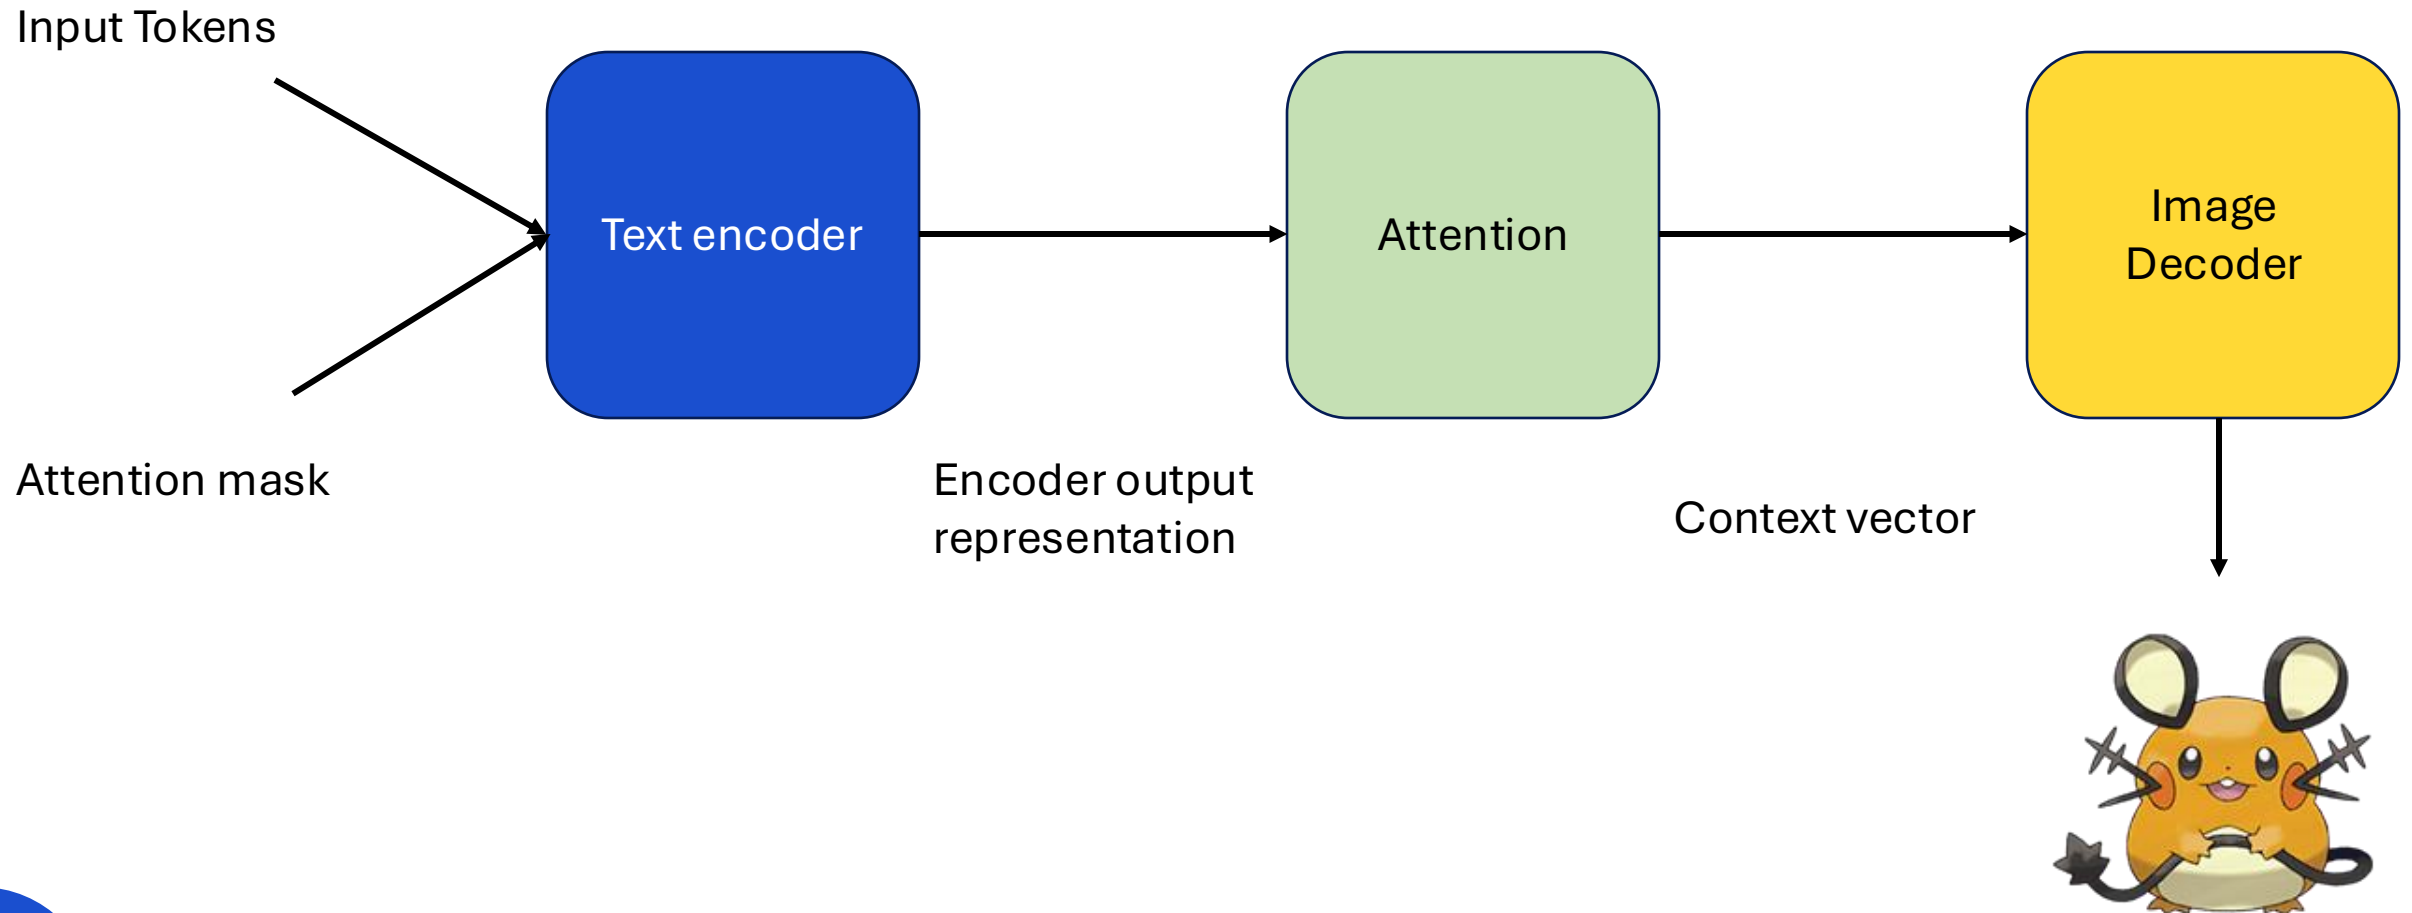 Input Tokens
Text encoder
Attention
Image
Decoder
Attention mask
Encoder output
representation
Context vector